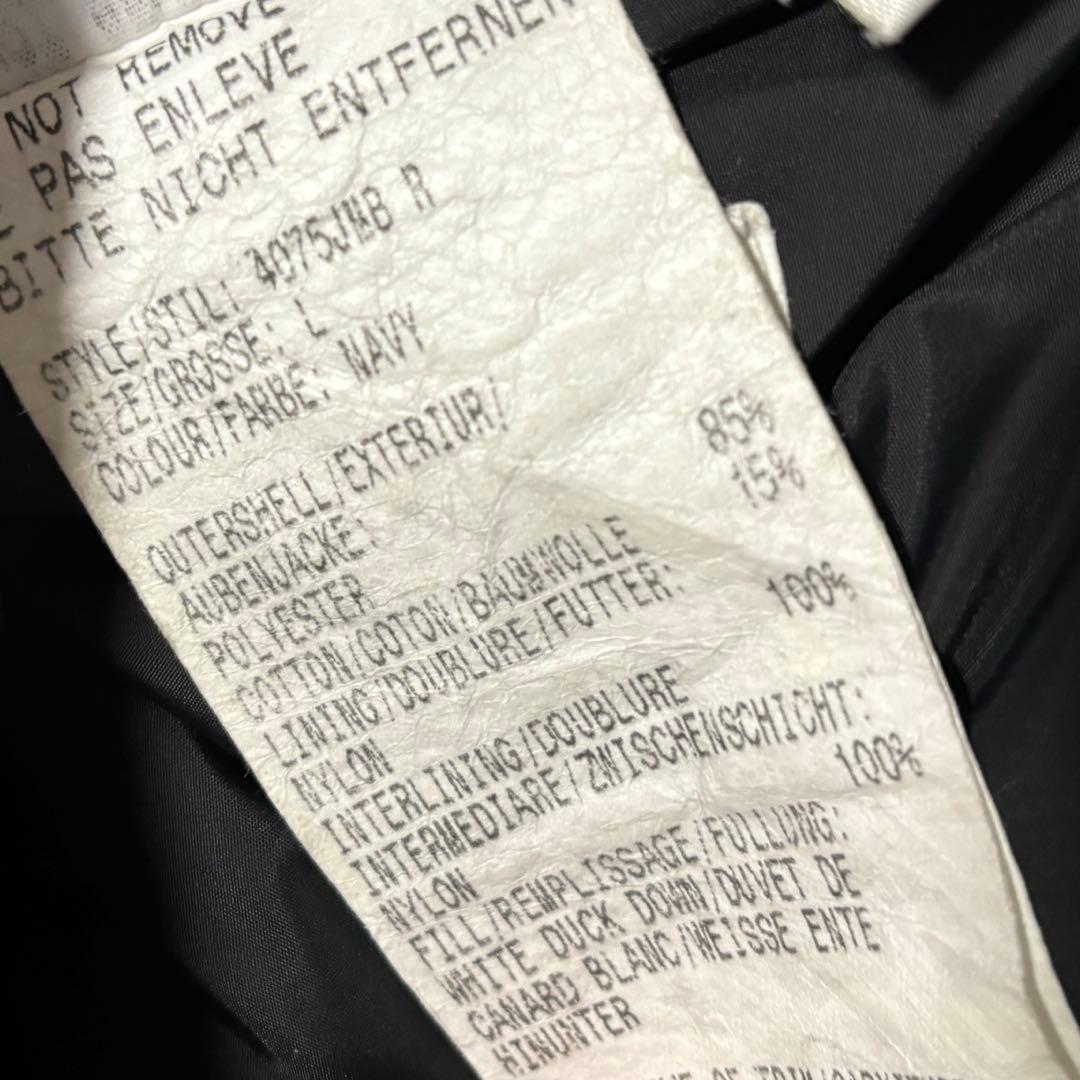 NOT REMOVE
PAS ENLEVE
BITTE NICHT ENTFERNEN
STYLE/STIL: 4075JMB R
SIZE/GROSSE: L
COLOUR/FARBE: NAVY
OUTERSHELL/EXTERIUR/
AUBENJACKE:
POLYESTER 85%
COTTON/COTON/BAUMWOLLE 15%
LINING/DOUBLURE/FUTTER:
NYLON 100%
INTERLINING/DOUBLURE
INTERMEDIARE/ZWISCHENSCHICHT:
NYLON 100%
FILL/REMPLISSAGE/FULLUNG:
WHITE DUCK DOWN/DUVET DE
CANARD BLANC/WEISSE ENTE
HINUNTER